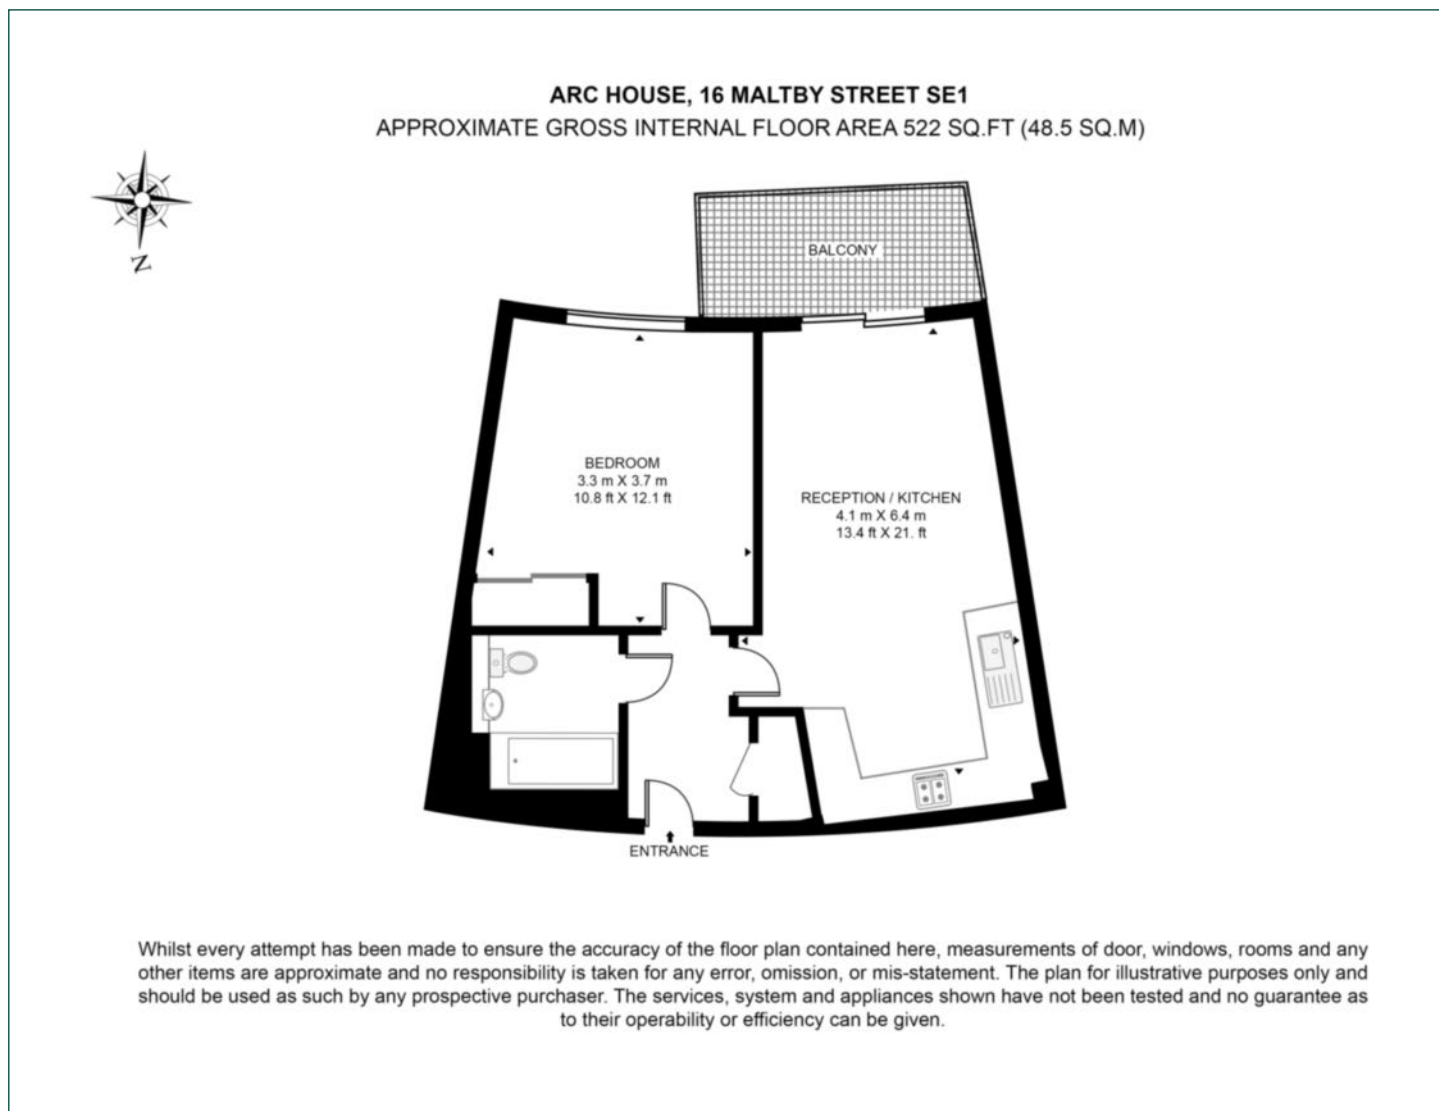 ARC HOUSE, 16 MALTBY STREET SE1
APPROXIMATE GROSS INTERNAL FLOOR AREA 522 SQ.FT (48.5 SQ.M)
N
BALCONY
BEDROOM
3.3 m X 3.7 m
10.8 ft X 12.1 ft
RECEPTION / KITCHEN
4.1 m X 6.4 m
13.4 ft X 21. ft
ENTRANCE
Whilst every attempt has been made to ensure the accuracy of the floor plan contained here, measurements of door, windows, rooms and any
other items are approximate and no responsibility is taken for any error, omission, or mis-statement. The plan for illustrative purposes only and
should be used as such by any prospective purchaser. The services, system and appliances shown have not been tested and no guarantee as
to their operability or efficiency can be given.